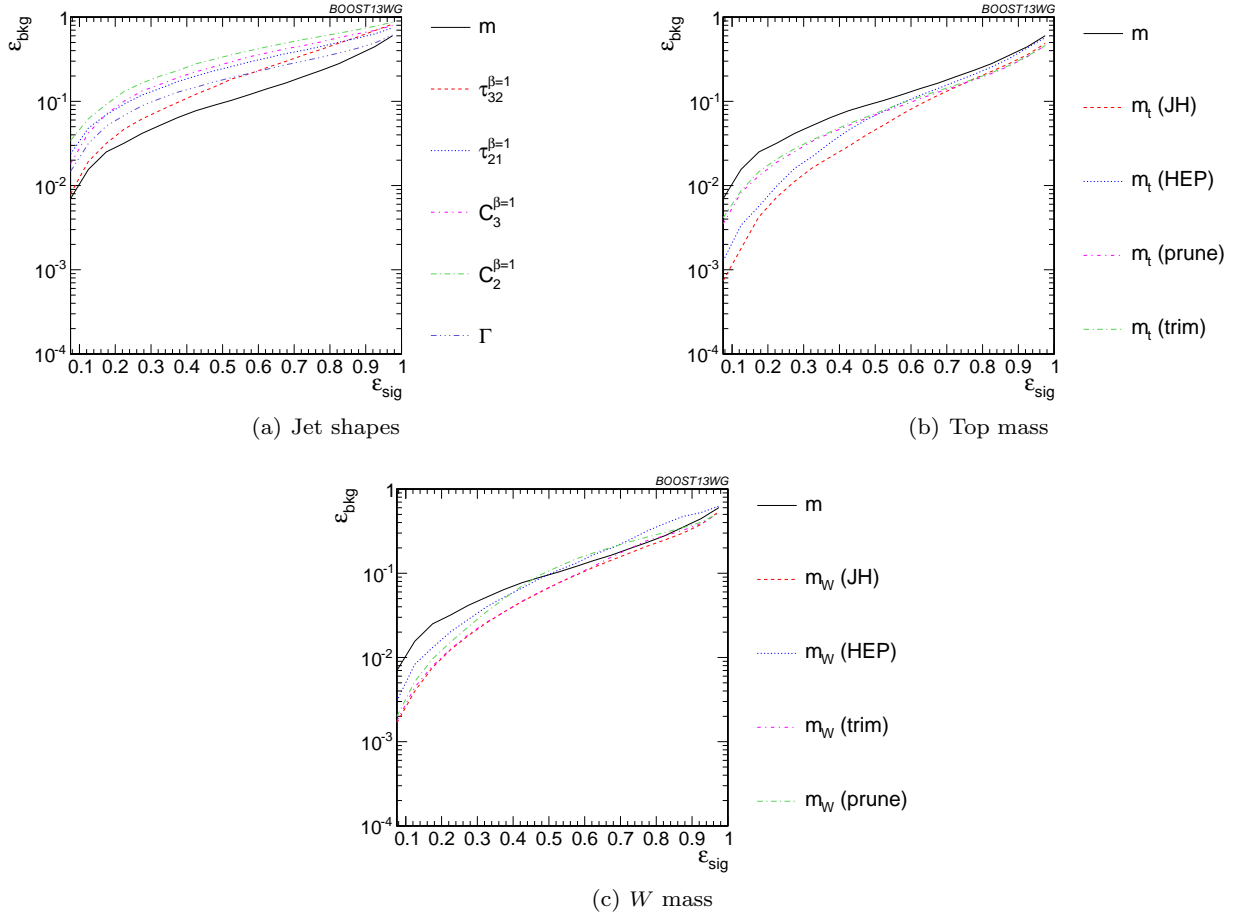 BOOST13WG
ε_bkg
1
10⁻¹
10⁻²
10⁻³
10⁻⁴
0.1 0.2 0.3 0.4 0.5 0.6 0.7 0.8 0.9 1
ε_sig
m
τ₃₂^β=1
τ₂₁^β=1
C₃^β=1
C₂^β=1
Γ
(a) Jet shapes
BOOST13WG
ε_bkg
1
10⁻¹
10⁻²
10⁻³
10⁻⁴
0.1 0.2 0.3 0.4 0.5 0.6 0.7 0.8 0.9 1
ε_sig
m
m_t (JH)
m_t (HEP)
m_t (prune)
m_t (trim)
(b) Top mass
BOOST13WG
ε_bkg
1
10⁻¹
10⁻²
10⁻³
10⁻⁴
0.1 0.2 0.3 0.4 0.5 0.6 0.7 0.8 0.9 1
ε_sig
m
m_W (JH)
m_W (HEP)
m_W (trim)
m_W (prune)
(c) W mass